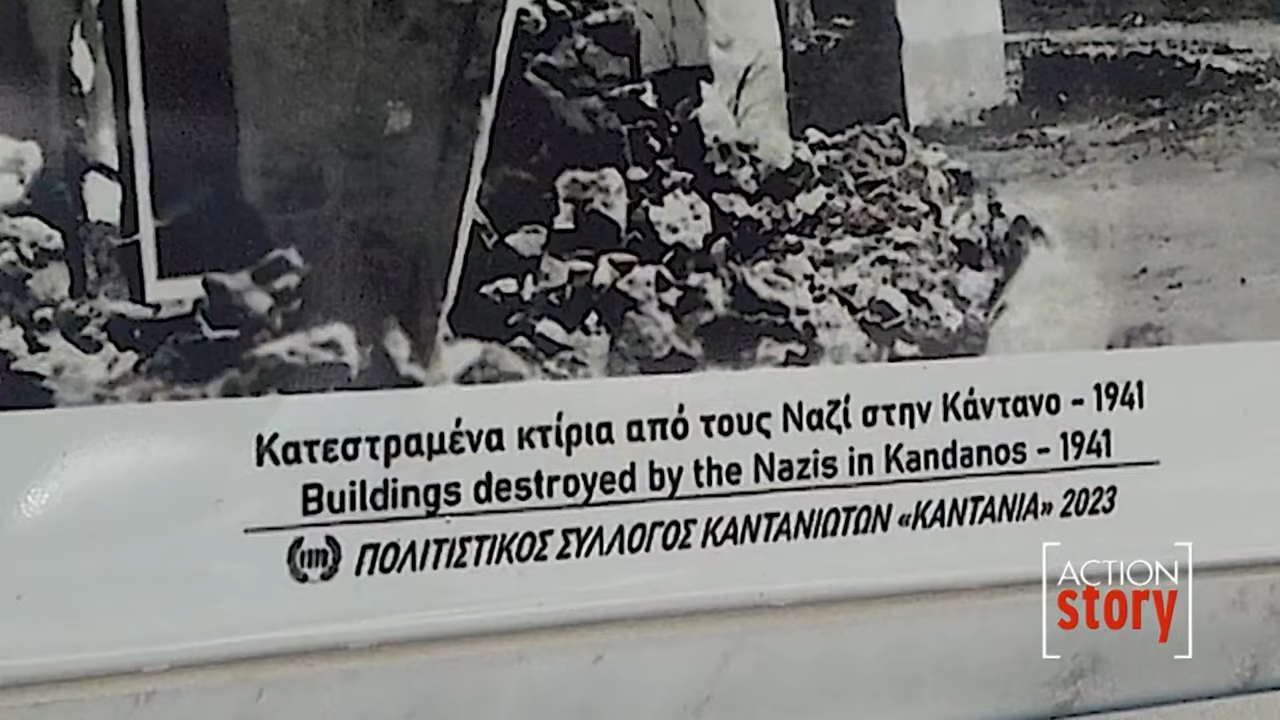 Κατεστραμένα κτίρια από τους Ναζί στην Κάντανο - 1941
Buildings destroyed by the Nazis in Kandanos - 1941
ΠΟΛΙΤΙΣΤΙΚΟΣ ΣΥΛΛΟΓΟΣ ΚΑΝΤΑΝΙΩΤΩΝ «ΚΑΝΤΑΝΙΑ» 2023
ACTION
story